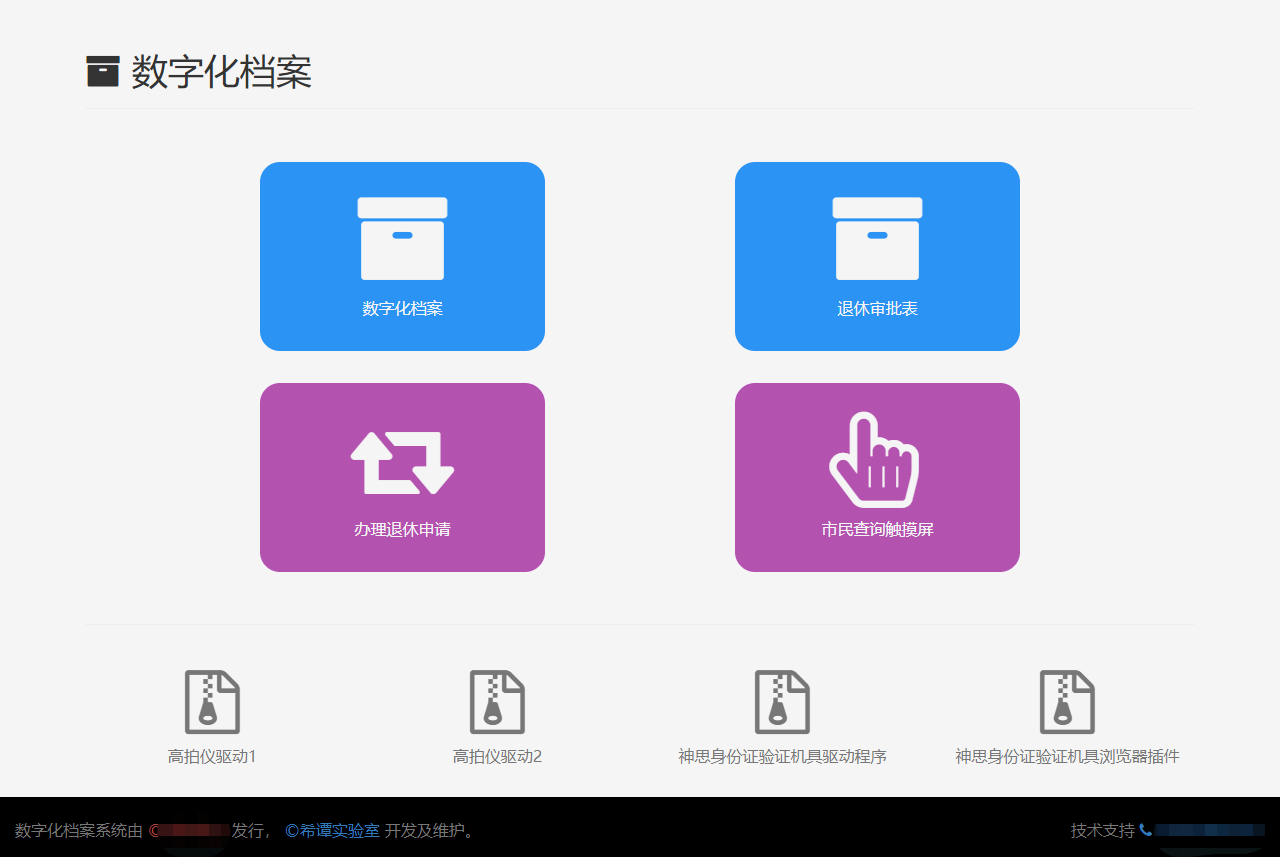 数字化档案
数字化档案
退休审批表
办理退休申请
市民查询触摸屏
高拍仪驱动1
高拍仪驱动2
神思身份证验证机具驱动程序
神思身份证验证机具浏览器插件
数字化档案系统由 © 发行， ©希谭实验室 开发及维护。
技术支持